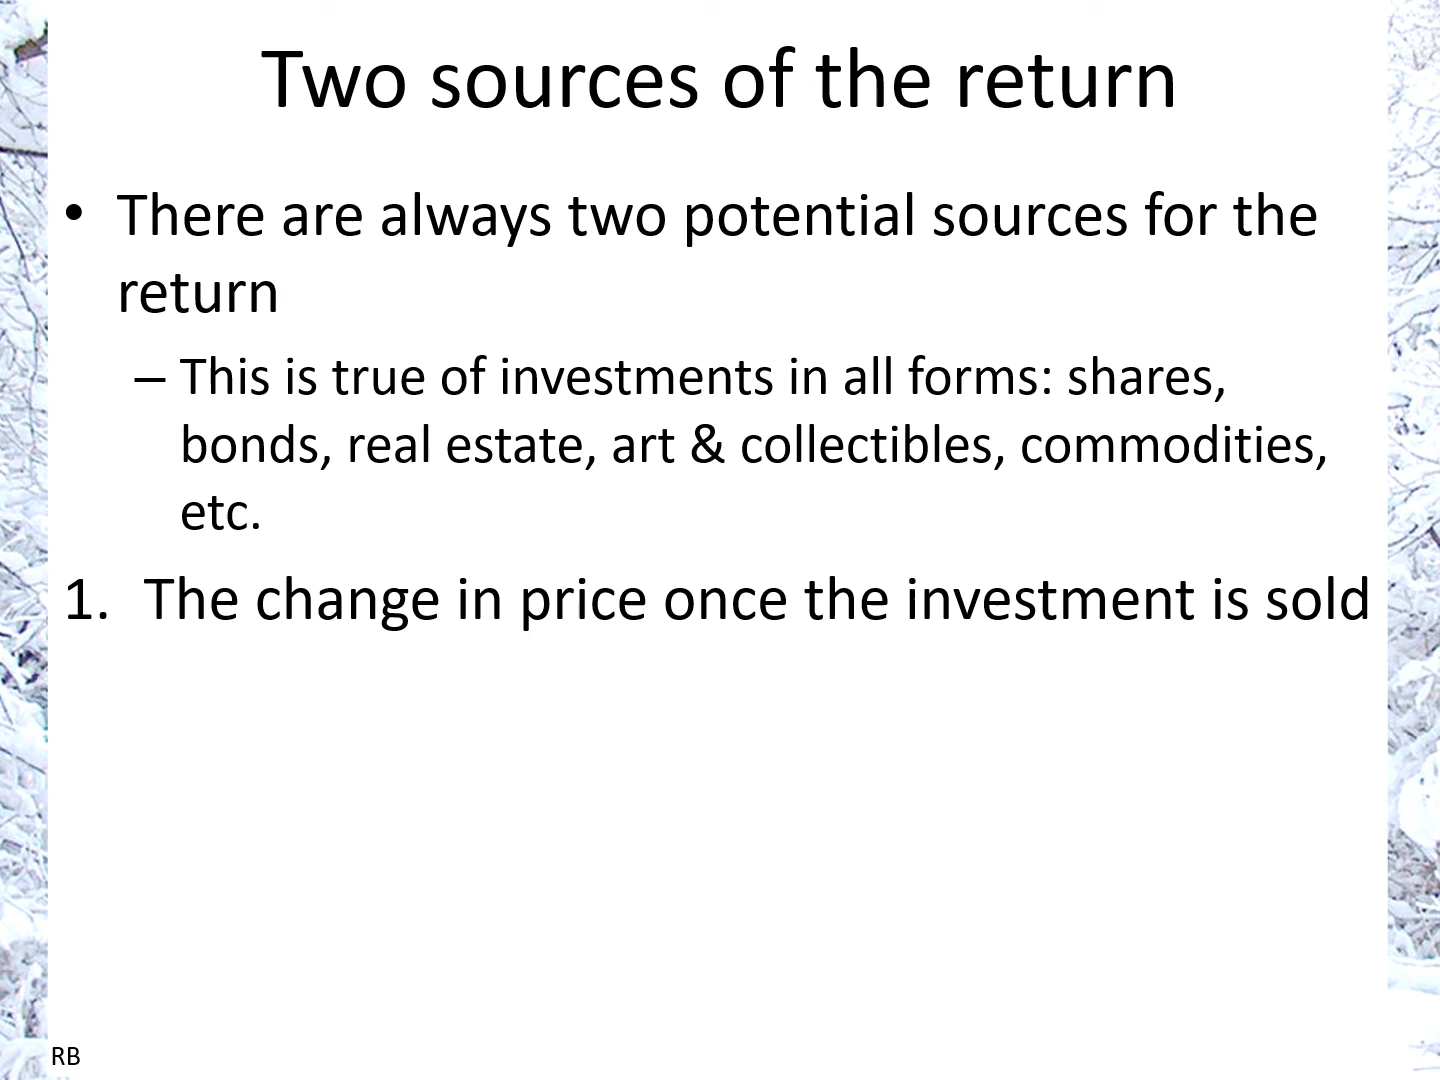 Two sources of the return
• There are always two potential sources for the
return
– This is true of investments in all forms: shares,
bonds, real estate, art & collectibles, commodities,
etc.
1. The change in price once the investment is sold
RB